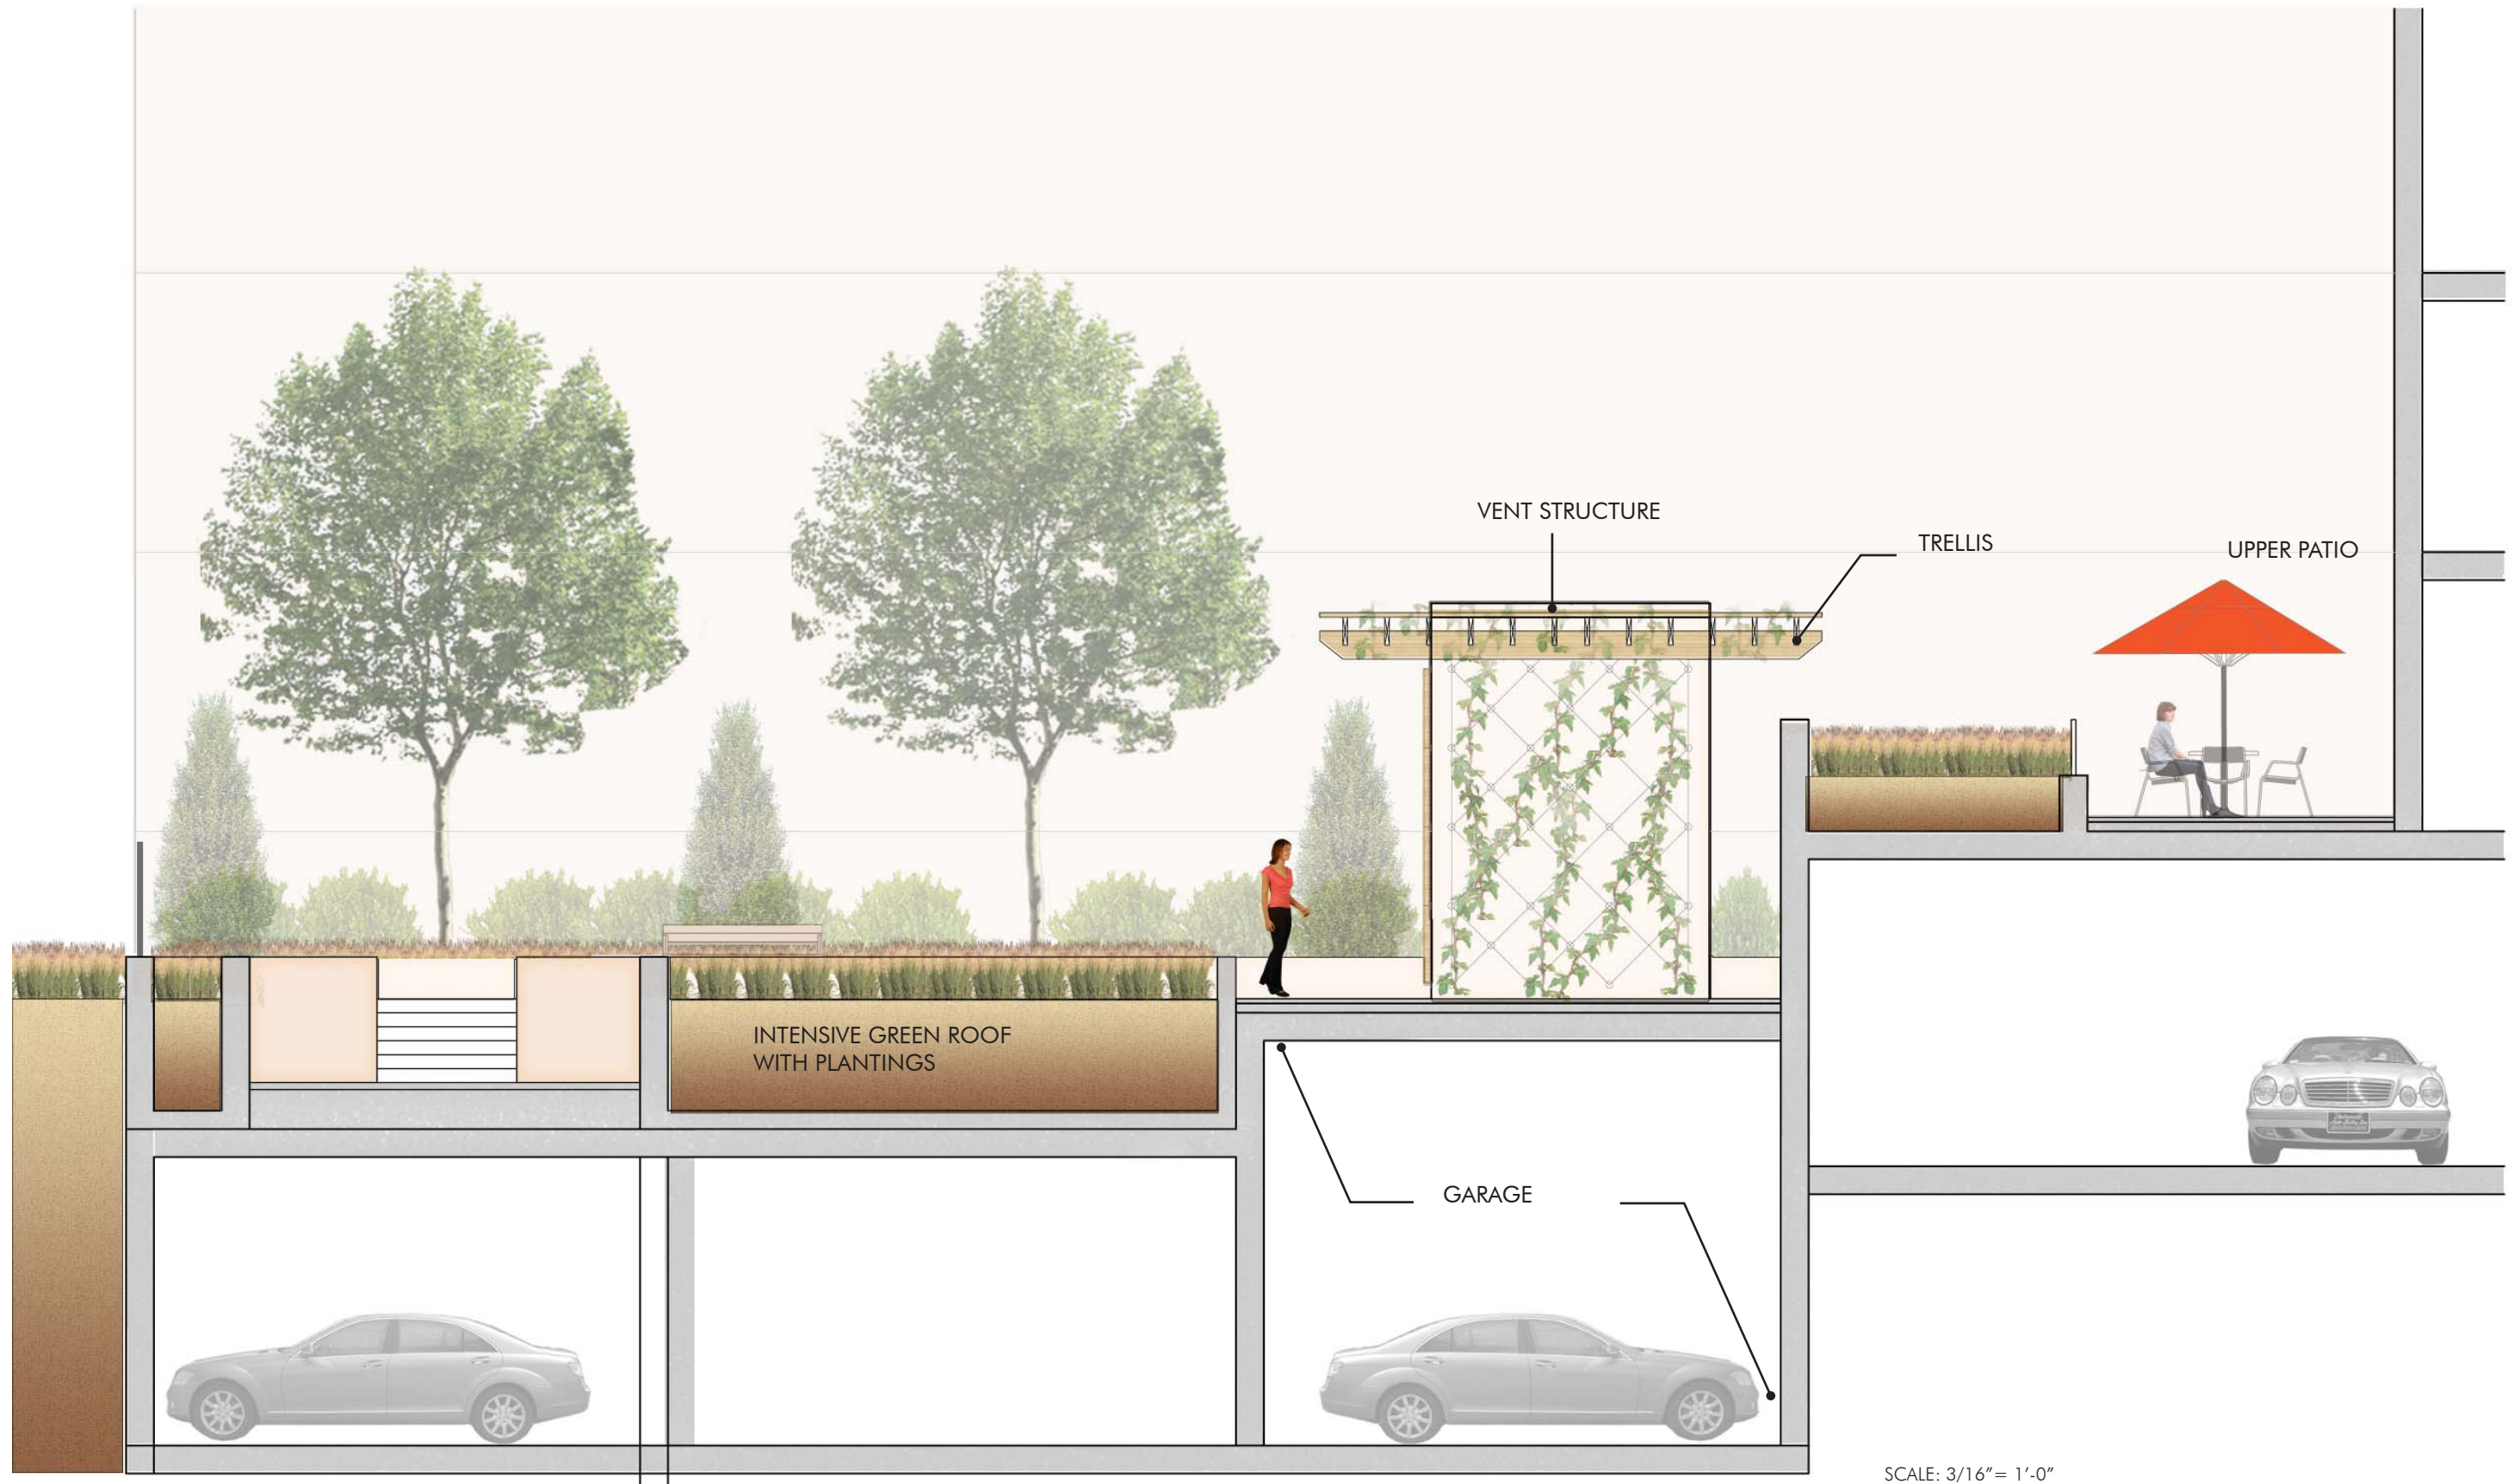 VENT STRUCTURE
TRELLIS
UPPER PATIO
INTENSIVE GREEN ROOF
WITH PLANTINGS
GARAGE
SCALE: 3/16”= 1’-0”